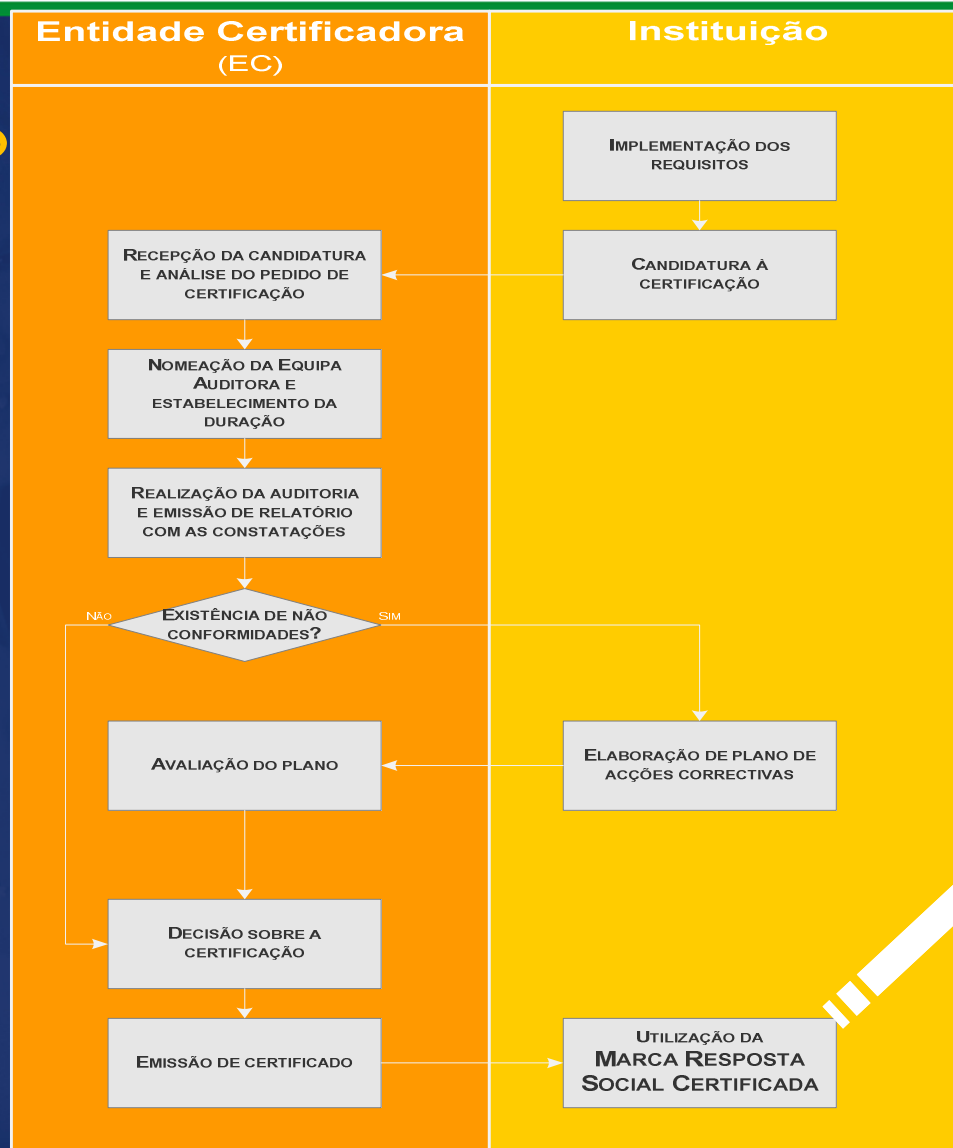 Entidade Certificadora
(EC)
Instituição
Implementação dos
requisitos
Recepção da candidatura
e análise do pedido de
certificação
Candidatura à
certificação
Nomeação da Equipa
Auditora e
estabelecimento da
duração
Realização da auditoria
e emissão de relatório
com as constatações
Não
Existência de não
conformidades?
Sim
Avaliação do plano
Elaboração de plano de
acções correctivas
Decisão sobre a
certificação
Emissão de certificado
Utilização da
Marca Resposta
Social Certificada